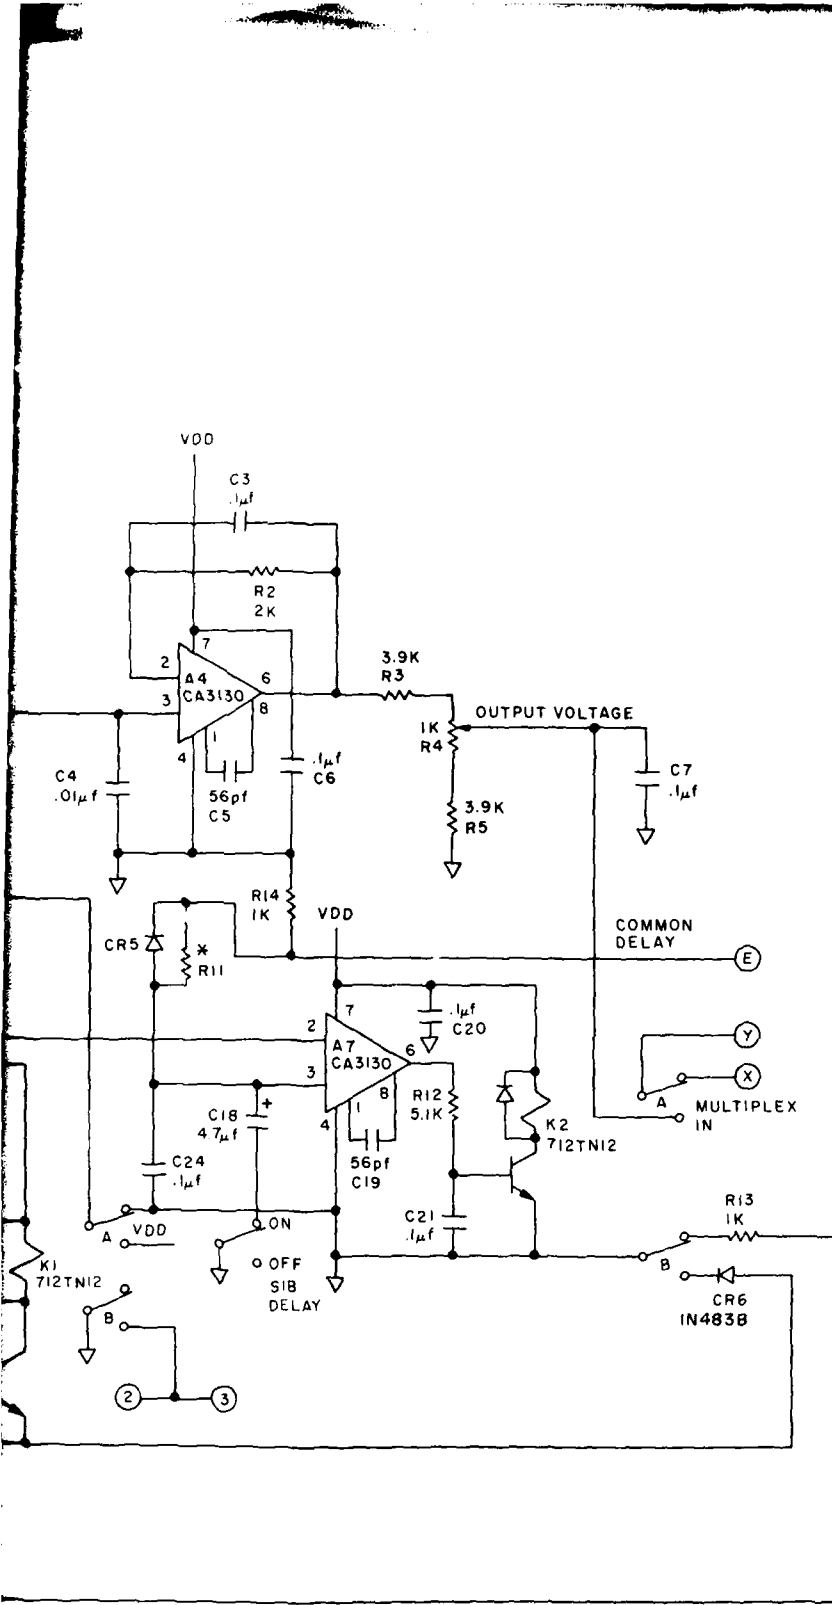 VDD
C3
.1µf
R2
2K
7
2
A4
CA3130
6
3
8
1
4
3.9K
R3
OUTPUT VOLTAGE
1K
R4
.1µf
C6
C4
.01µf
56pf
C5
C7
.1µf
3.9K
R5
R14
1K
VDD
COMMON
DELAY
E
CR5
*
R11
7
2
A7
CA3130
6
3
8
1
4
.1µf
C20
Y
X
A
MULTIPLEX
IN
R12
5.1K
C18
4.7µf
+
K2
712TN12
56pf
C19
C24
.1µf
A
VDD
ON
OFF
S1B
DELAY
C21
.1µf
R13
1K
B
CR6
IN483B
K1
712TN12
B
2
3